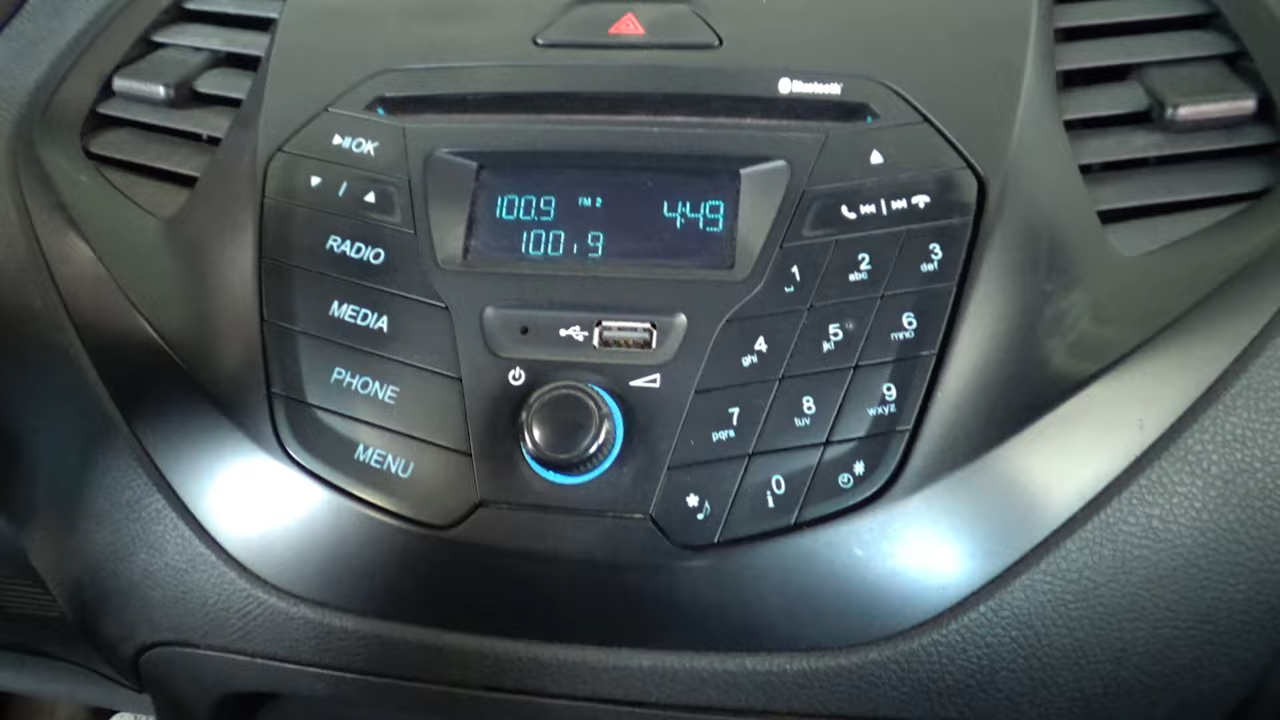 Bluetooth
OK
RADIO
MEDIA
PHONE
MENU
100.9 FM 2 4:49
100.9
1
2 abc
3 def
4 ghi
5 jkl
6 mno
7 pqrs
8 tuv
9 wxyz
*
0 i
#